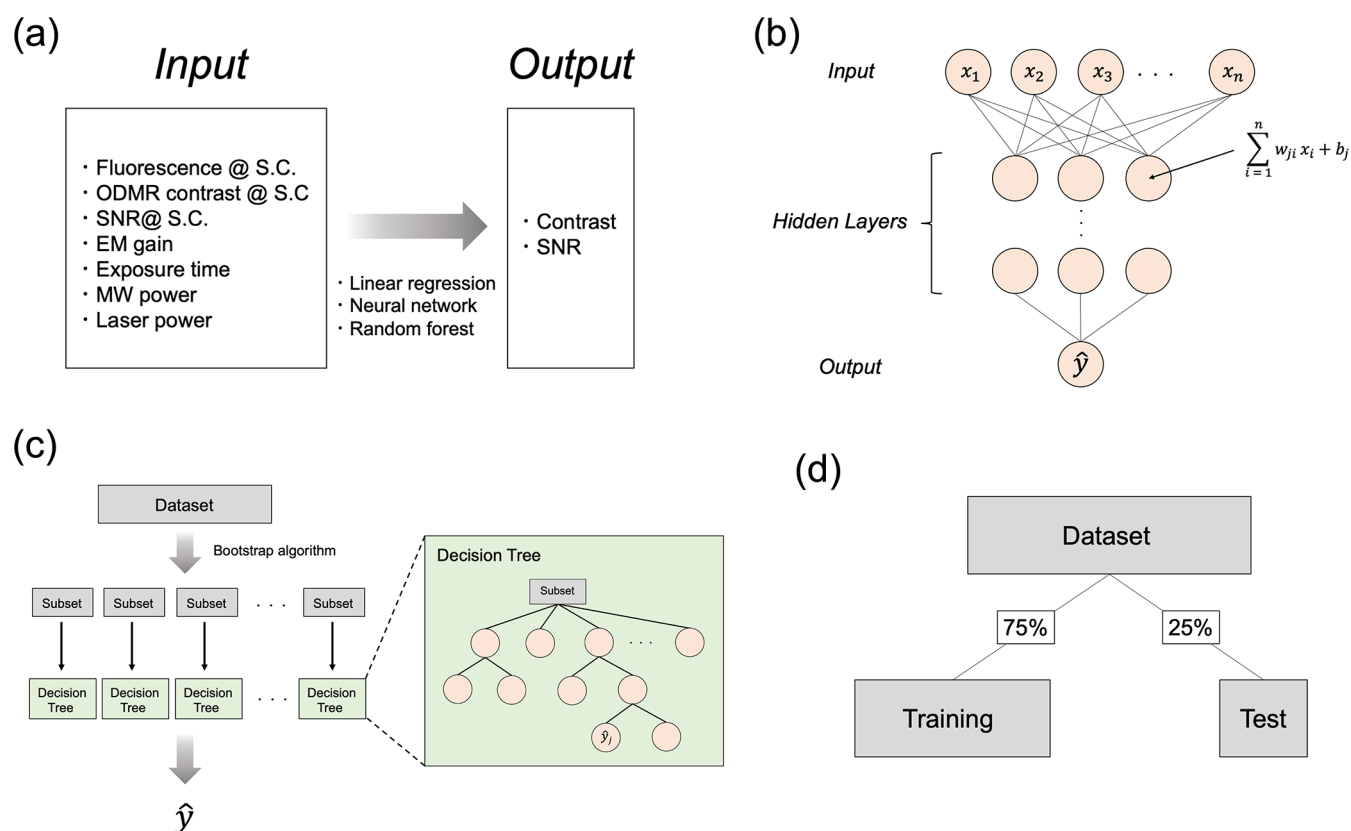 (a)
Input
Output
・Fluorescence @ S.C.
・ODMR contrast @ S.C
・SNR@ S.C.
・EM gain
・Exposure time
・MW power
・Laser power
・Linear regression
・Neural network
・Random forest
・Contrast
・SNR
(b)
Input
x₁ x₂ x₃ · · · xₙ
∑ⁿᵢ ₌ ₁ wⱼᵢ xᵢ + bⱼ
Hidden Layers
Output
ŷ
(c)
Dataset
Bootstrap algorithm
Subset Subset Subset · · · Subset
Decision Tree Decision Tree Decision Tree · · · Decision Tree
ŷ
Decision Tree
Subset
· · ·
ŷⱼ
(d)
Dataset
75% 25%
Training Test